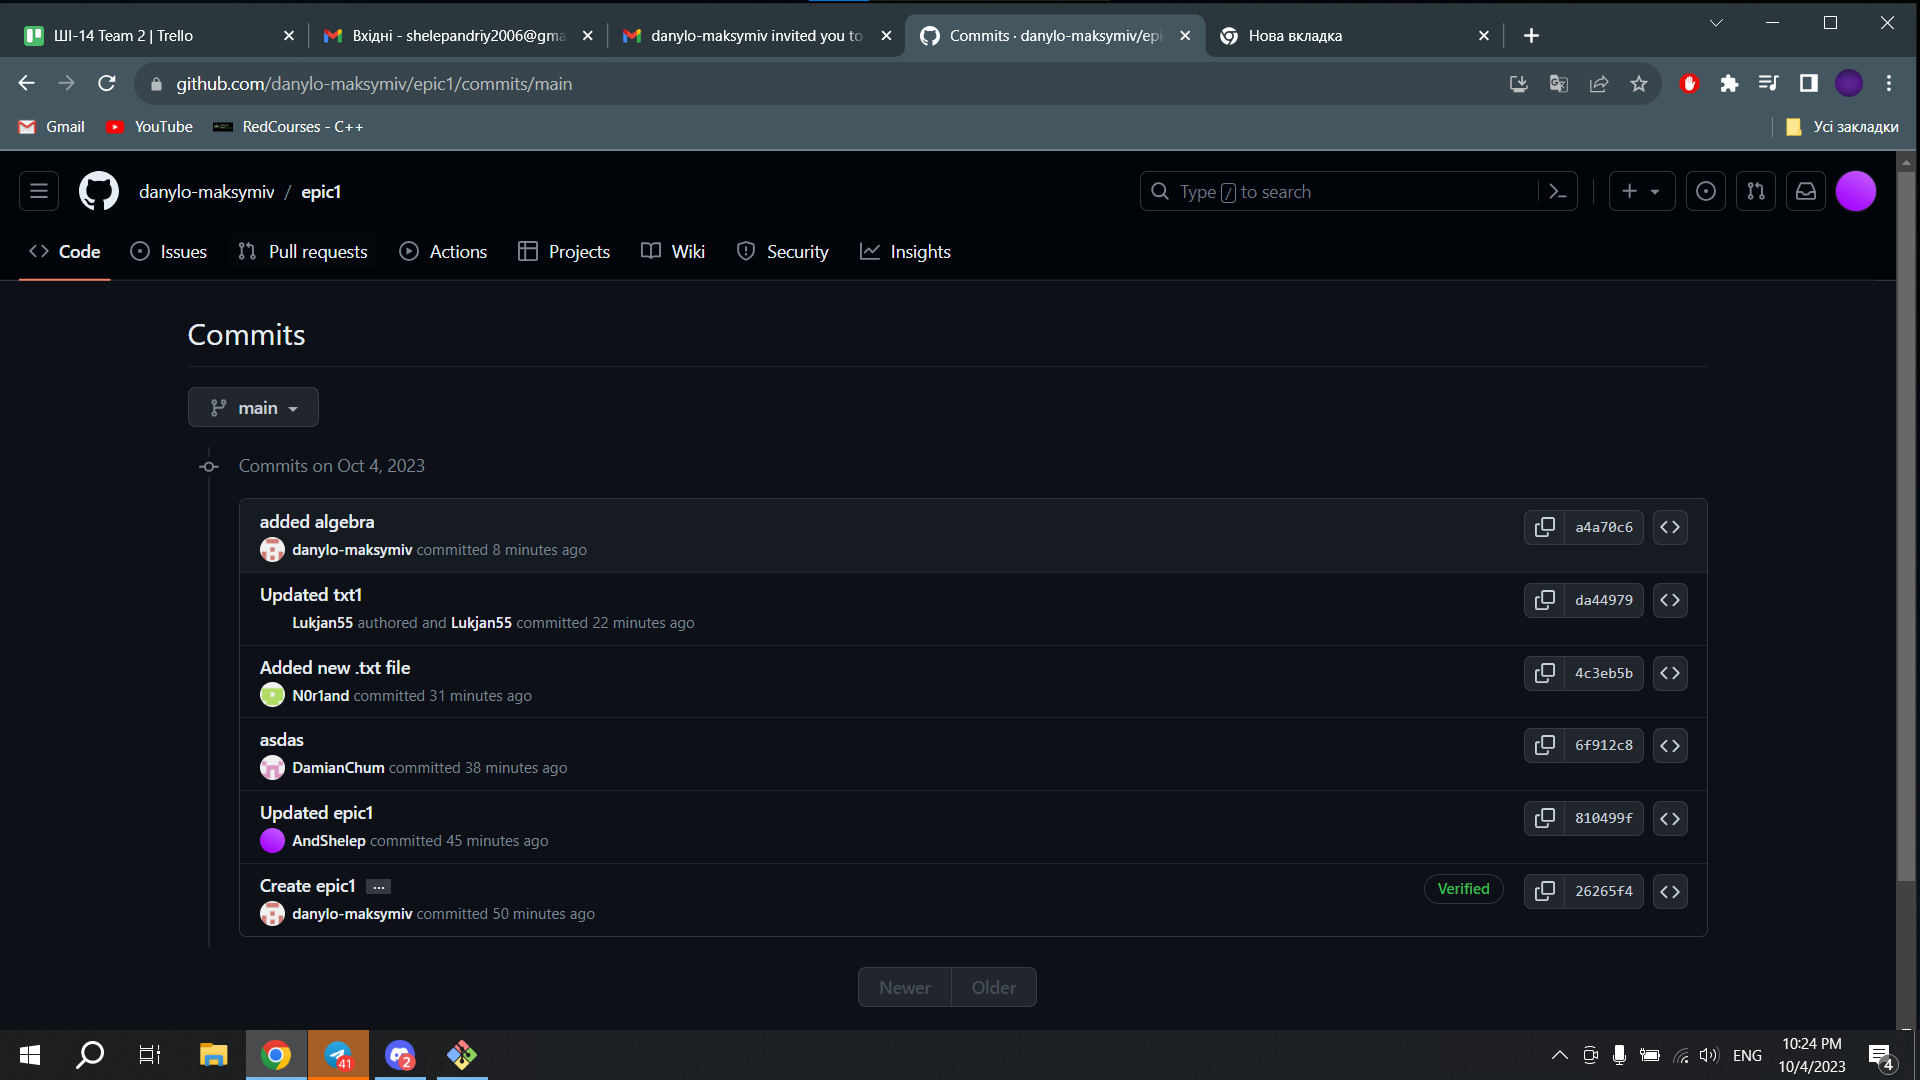 ШІ-14 Team 2 | Trello
Вхідні - shelepandriy2006@gma
danylo-maksymiv invited you to
Commits · danylo-maksymiv/epi
Нова вкладка
github.com/danylo-maksymiv/epic1/commits/main
Gmail
YouTube
RedCourses - C++
Усі закладки
danylo-maksymiv / epic1
Type / to search
Code
Issues
Pull requests
Actions
Projects
Wiki
Security
Insights
Commits
main
Commits on Oct 4, 2023
added algebra
a4a70c6
danylo-maksymiv committed 8 minutes ago
Updated txt1
da44979
Lukjan55 authored and Lukjan55 committed 22 minutes ago
Added new .txt file
4c3eb5b
N0r1and committed 31 minutes ago
asdas
6f912c8
DamianChum committed 38 minutes ago
Updated epic1
810499f
AndShelep committed 45 minutes ago
Create epic1 ...
Verified
26265f4
danylo-maksymiv committed 50 minutes ago
Newer
Older
41
2
ENG
10:24 PM
10/4/2023
4